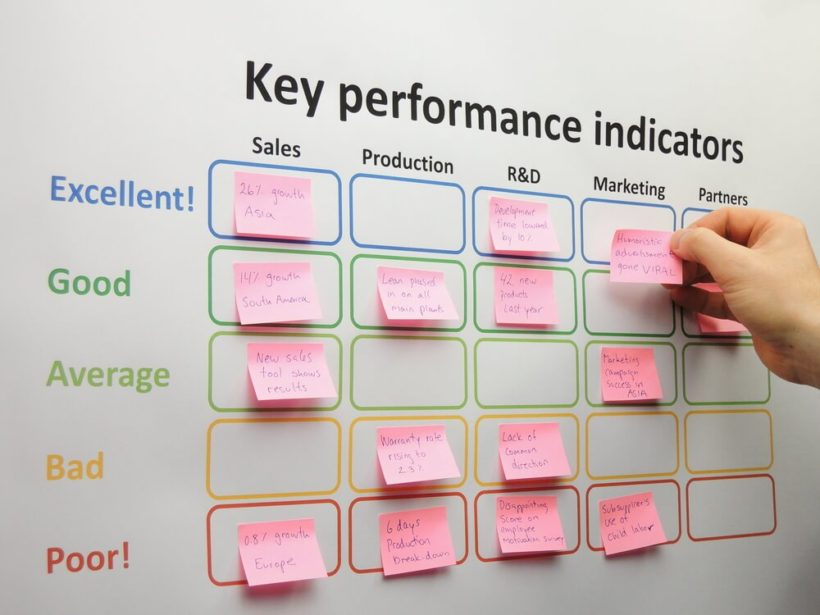 Key performance indicators
Sales
Production
R&D
Marketing
Partners
Excellent!
26% growth
Asia
Development
time lowered
by 10%
Humoristic
gone VIRAL
Good
14% growth
South America
Lean phased
in on all
main plants
42 new
Products
Last year
Average
New sales
tool shows
results
Marketing
campaign
success in
ASIA
Bad
Warranty rate
rising to
2.3%
Lack of
Common
direction
Poor!
0.8% growth
Europe
6 days
Production
break-down
Disappointing
Score on
employee
Motivation survey
Subsupplier's
use of
child labor